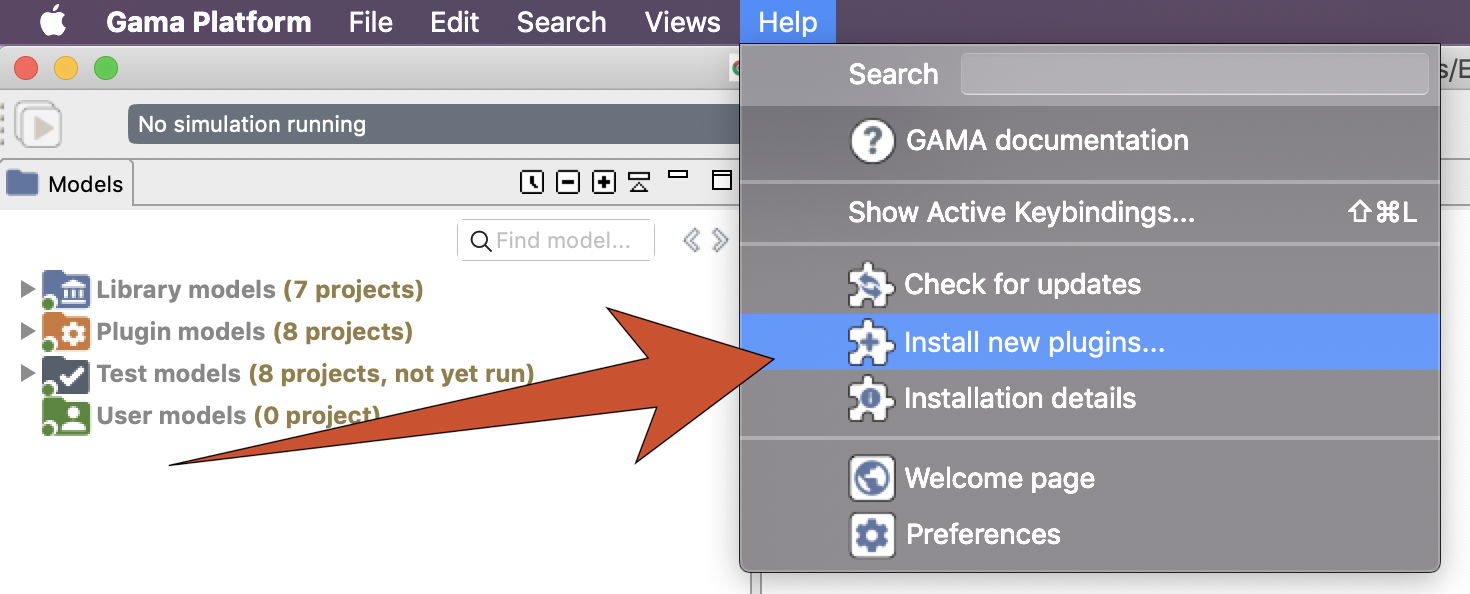 Gama Platform File Edit Search Views Help
Search
s/E
No simulation running
GAMA documentation
Models
Show Active Keybindings... ⇧⌘L
Find model...
Library models (7 projects)
Check for updates
Plugin models (8 projects)
Install new plugins...
Test models (8 projects, not yet run)
Installation details
User models (0 project)
Welcome page
Preferences